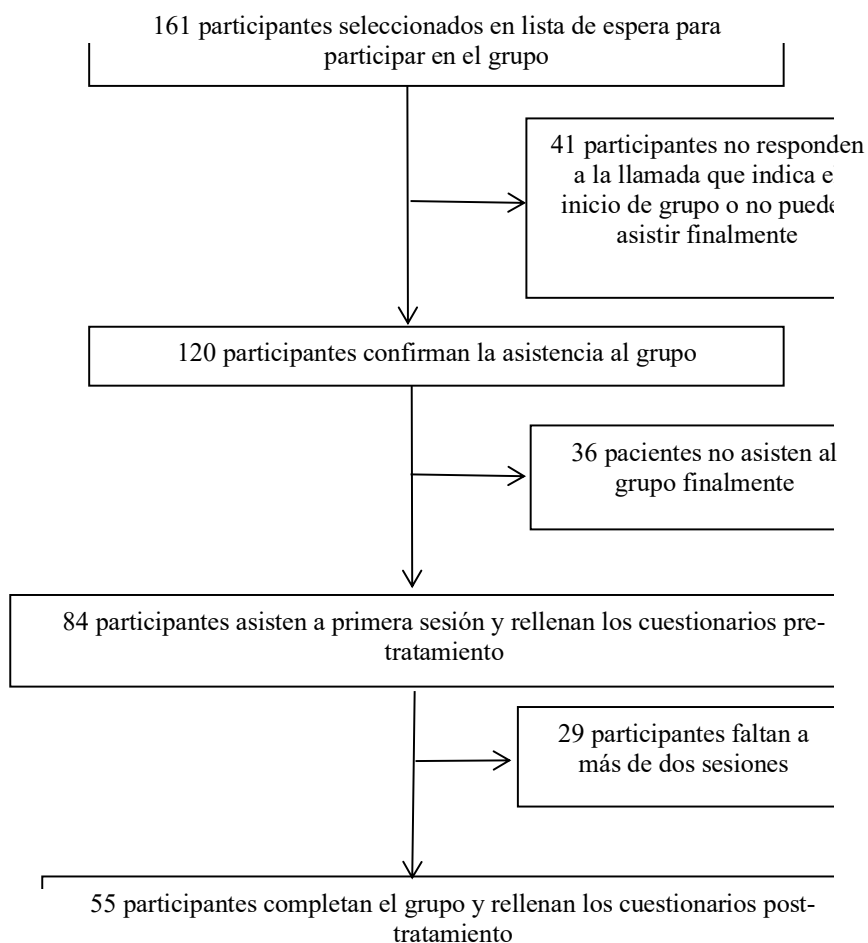 161 participantes seleccionados en lista de espera para
participar en el grupo
41 participantes no responden
a la llamada que indica e
inicio de grupo o no puede
asistir finalmente
120 participantes confirman la asistencia al grupo
36 pacientes no asisten al
grupo finalmente
84 participantes asisten a primera sesión y rellenan los cuestionarios pre-
tratamiento
29 participantes faltan a
más de dos sesiones
55 participantes completan el grupo y rellenan los cuestionarios post-
tratamiento